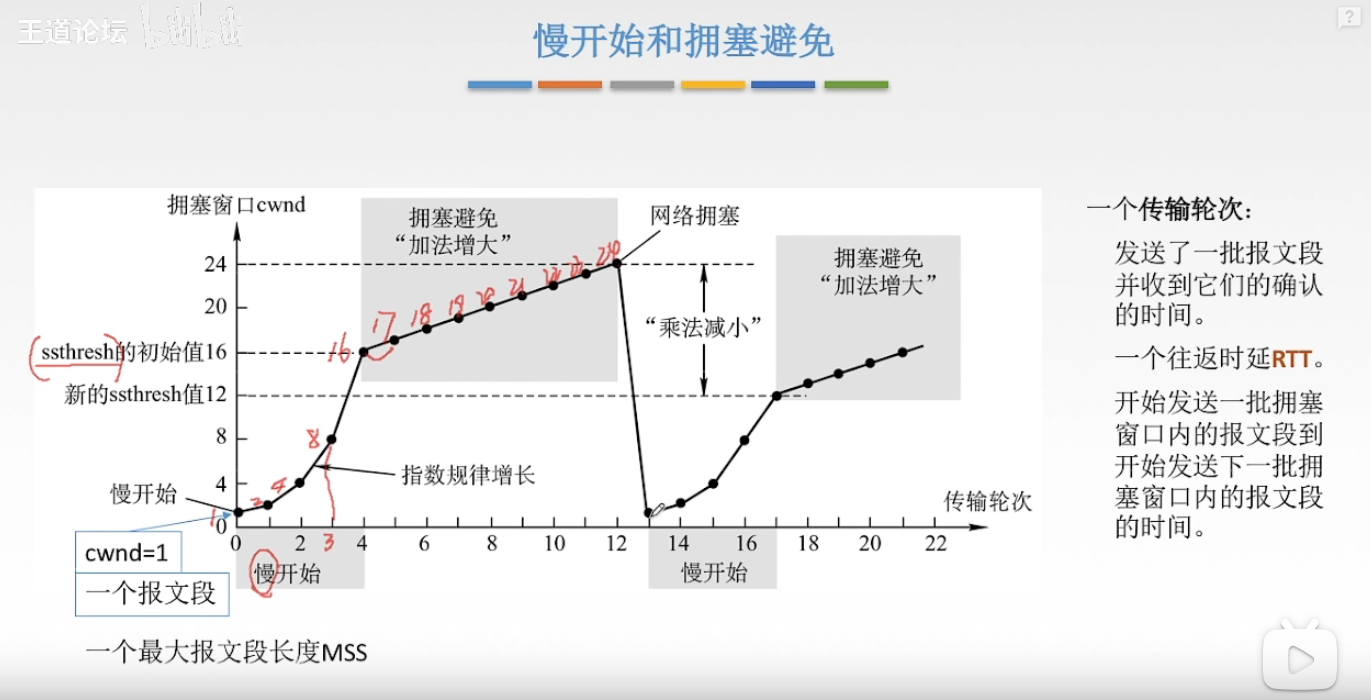 王道论坛 bilibili
慢开始和拥塞避免
拥塞窗口cwnd
拥塞避免
“加法增大”
网络拥塞
拥塞避免
“加法增大”
24
20
ssthresh的初始值16
新的ssthresh值12
8
4
0
“乘法减小”
指数规律增长
慢开始
传输轮次
0 2 4 6 8 10 12 14 16 18 20 22
慢开始
慢开始
cwnd=1
一个报文段
一个最大报文段长度MSS
1 2 4 8 16 17 18 19 20 21 22 23 24
3
一个传输轮次：
发送了一批报文段
并收到它们的确认
的时间。
一个往返时延RTT。
开始发送一批拥塞
窗口内的报文段到
开始发送下一批拥
塞窗口内的报文段
的时间。
?